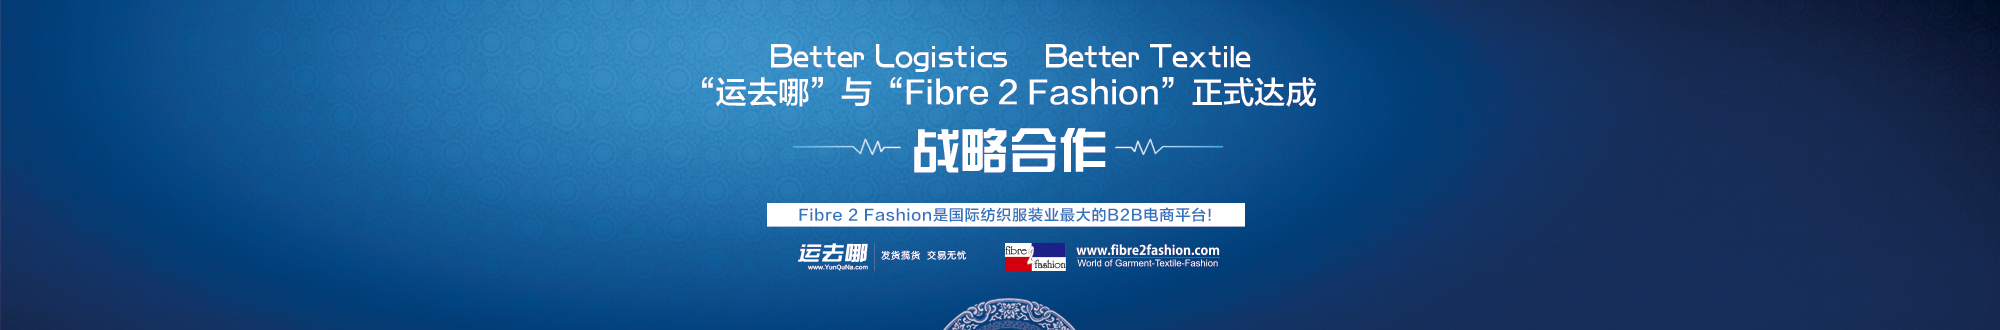 Better Logistics Better Textile
“运去哪”与“Fibre 2 Fashion”正式达成
战略合作
Fibre 2 Fashion是国际纺织服装业最大的B2B电商平台!
运去哪
www.YunQuNa.com
发货揽货 交易无忧
fibre2fashion
www.fibre2fashion.com
World of Garment-Textile-Fashion